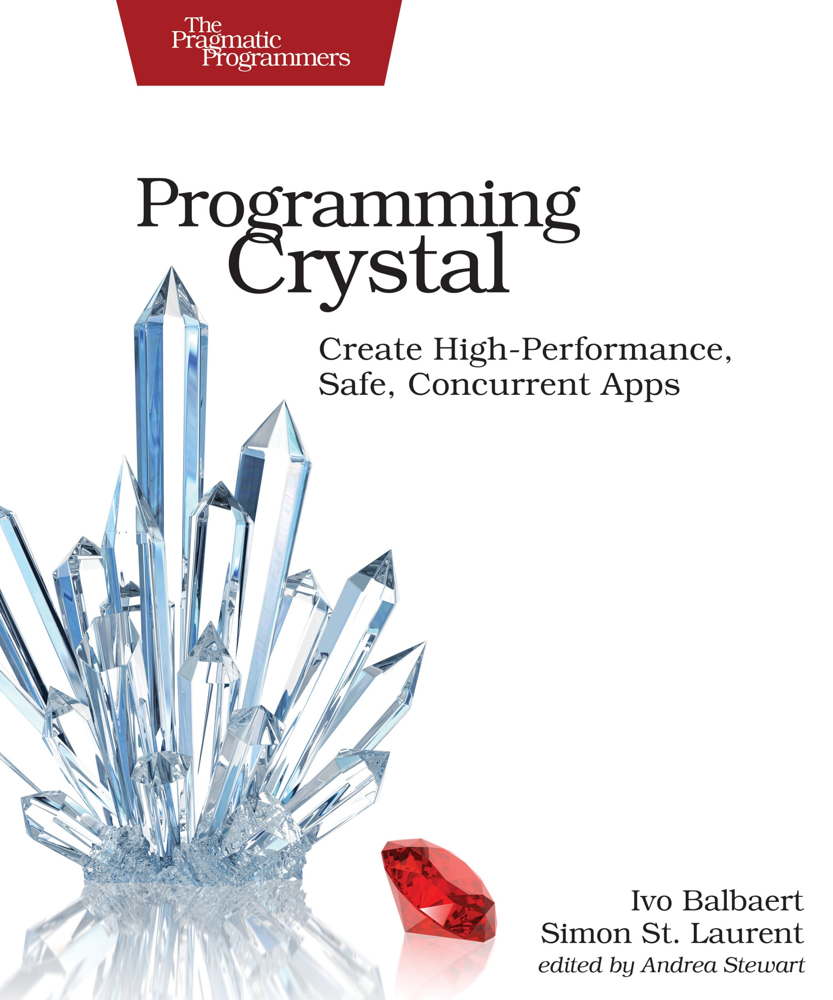 The
Pragmatic
Programmers
Programming
Crystal
Create High-Performance,
Safe, Concurrent Apps
Ivo Balbaert
Simon St. Laurent
edited by Andrea Stewart